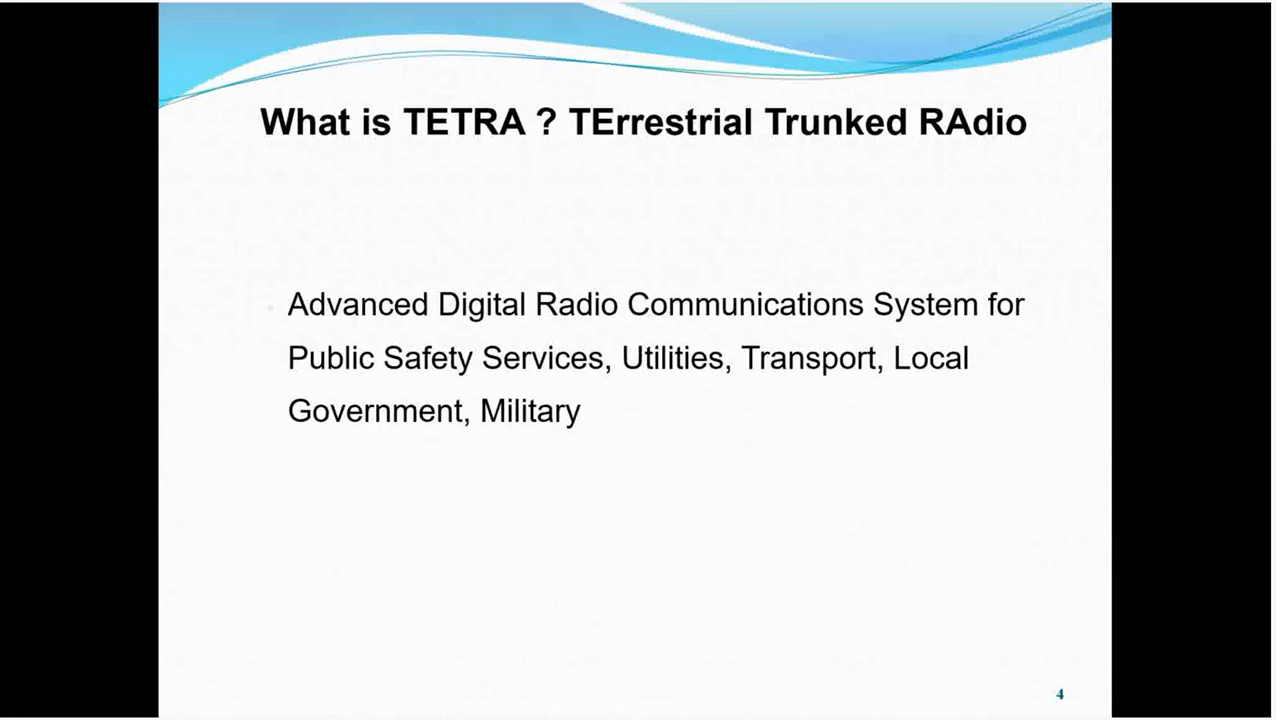 What is TETRA ? TErrestrial Trunked RAdio
Advanced Digital Radio Communications System for
Public Safety Services, Utilities, Transport, Local
Government, Military
4